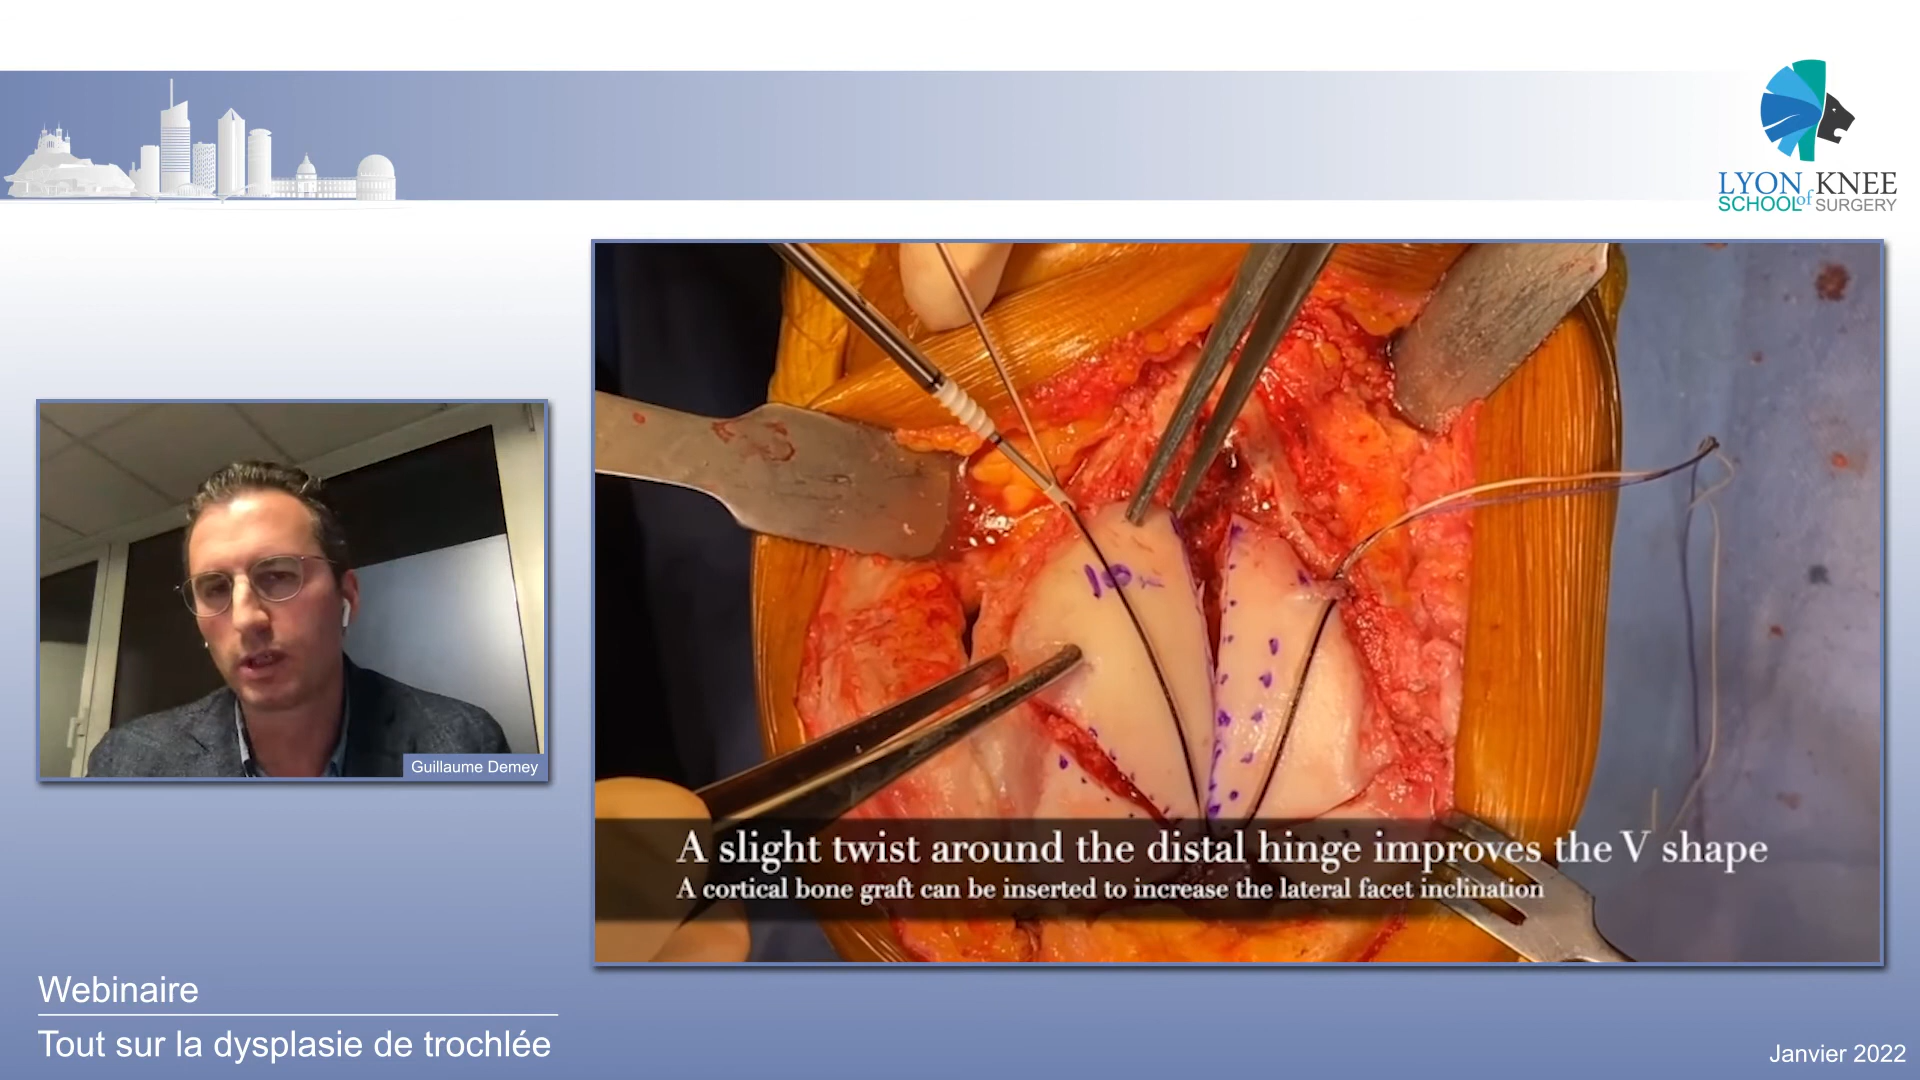 LYON KNEE
SCHOOL of SURGERY
10
A slight twist around the distal hinge improves the V shape
A cortical bone graft can be inserted to increase the lateral facet inclination
Guillaume Demey
Webinaire
Tout sur la dysplasie de trochlée
Janvier 2022